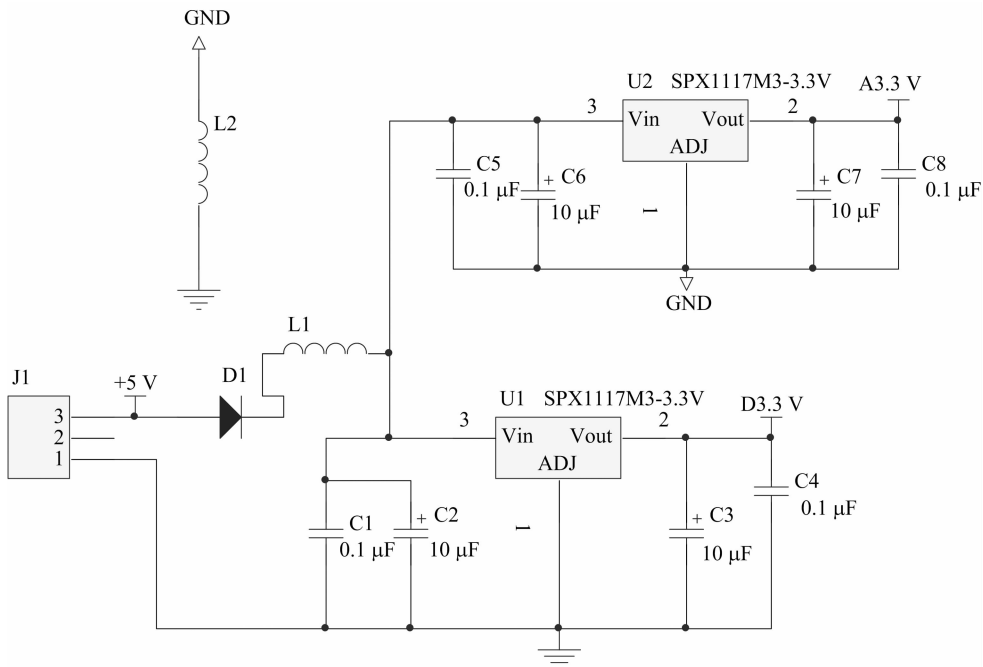 GND
L2
U2 SPX1117M3-3.3V
A3.3 V
3
Vin
Vout
2
ADJ
C5
0.1 μF
+
C6
10 μF
1
+
C7
10 μF
C8
0.1 μF
GND
L1
J1
+5 V
D1
3
2
1
U1 SPX1117M3-3.3V
D3.3 V
3
Vin
Vout
2
ADJ
C1
0.1 μF
+
C2
10 μF
1
+
C3
10 μF
C4
0.1 μF